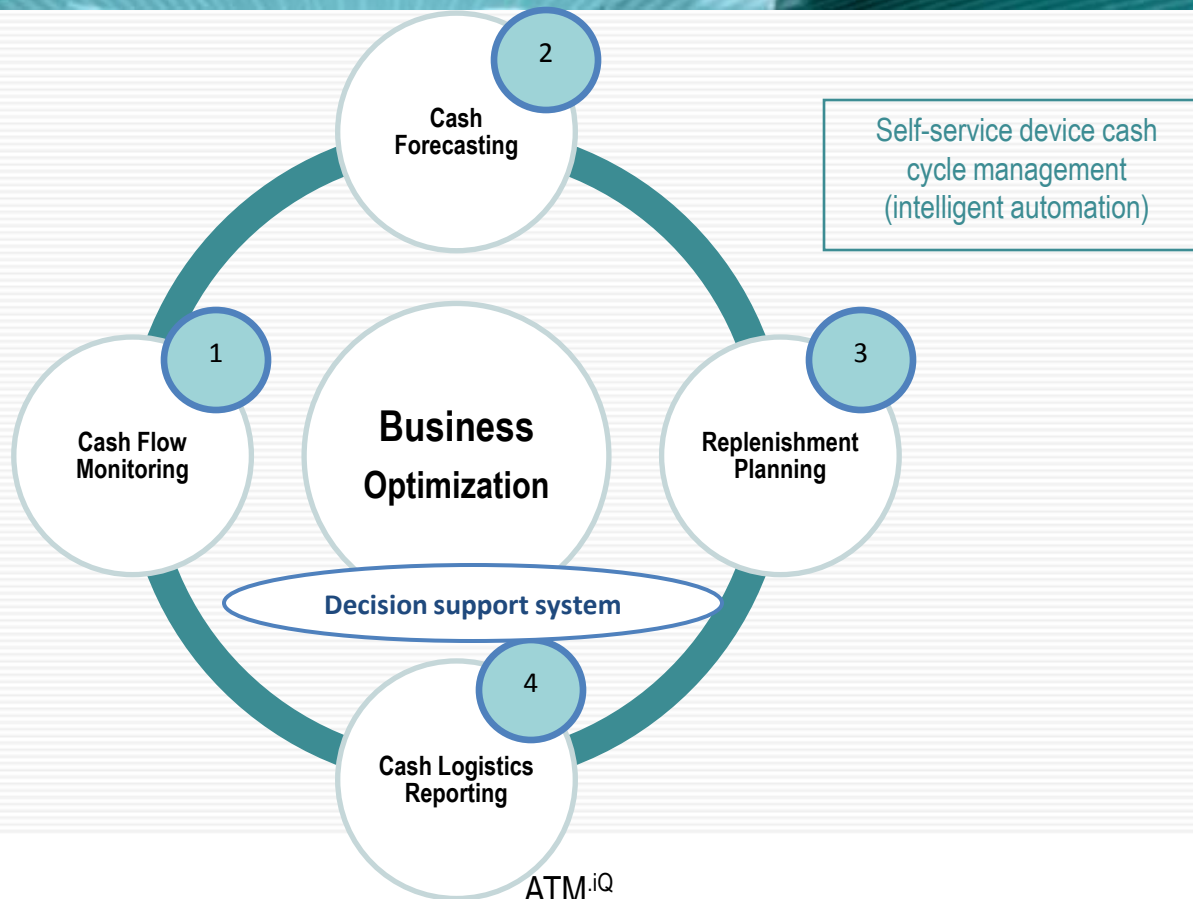 2
Cash
Forecasting
Self-service device cash
cycle management
(intelligent automation)
1
Cash Flow
Monitoring
Business
Optimization
3
Replenishment
Planning
Decision support system
4
Cash Logistics
Reporting
ATM.iQ